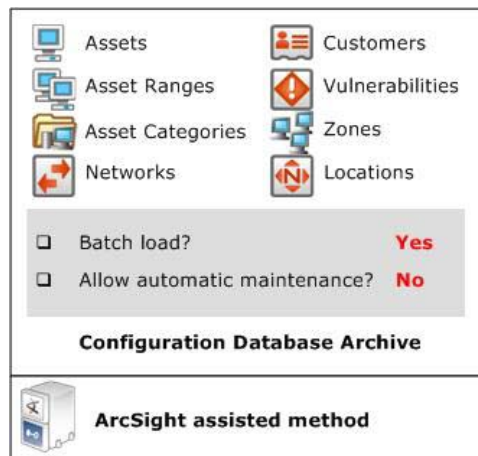 Assets
Customers
Asset Ranges
Vulnerabilities
Asset Categories
Zones
Networks
N
Locations
Batch load? Yes
Allow automatic maintenance? No
Configuration Database Archive
ArcSight assisted method